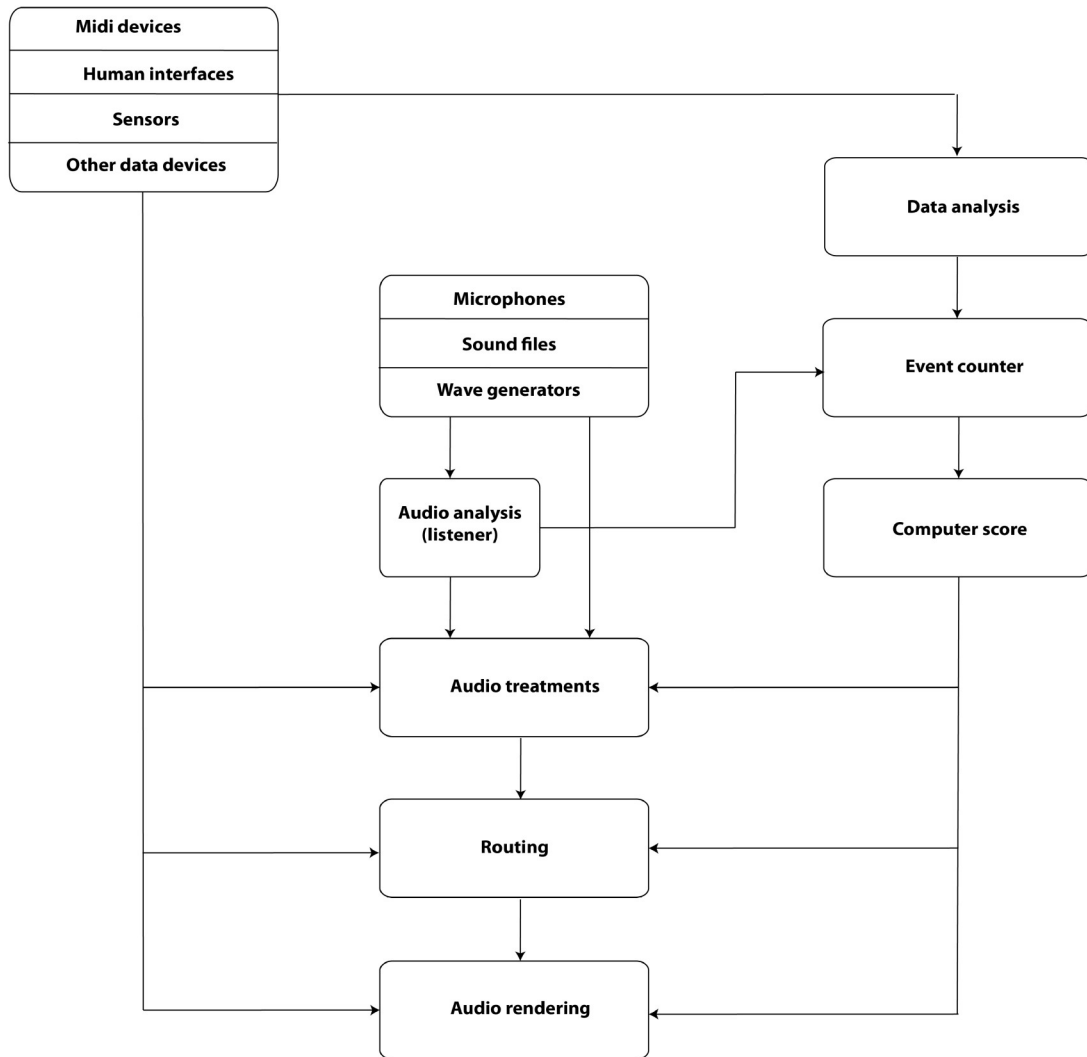 Midi devices
Human interfaces
Sensors
Other data devices
Data analysis
Microphones
Sound files
Wave generators
Event counter
Audio analysis
(listener)
Computer score
Audio treatments
Routing
Audio rendering